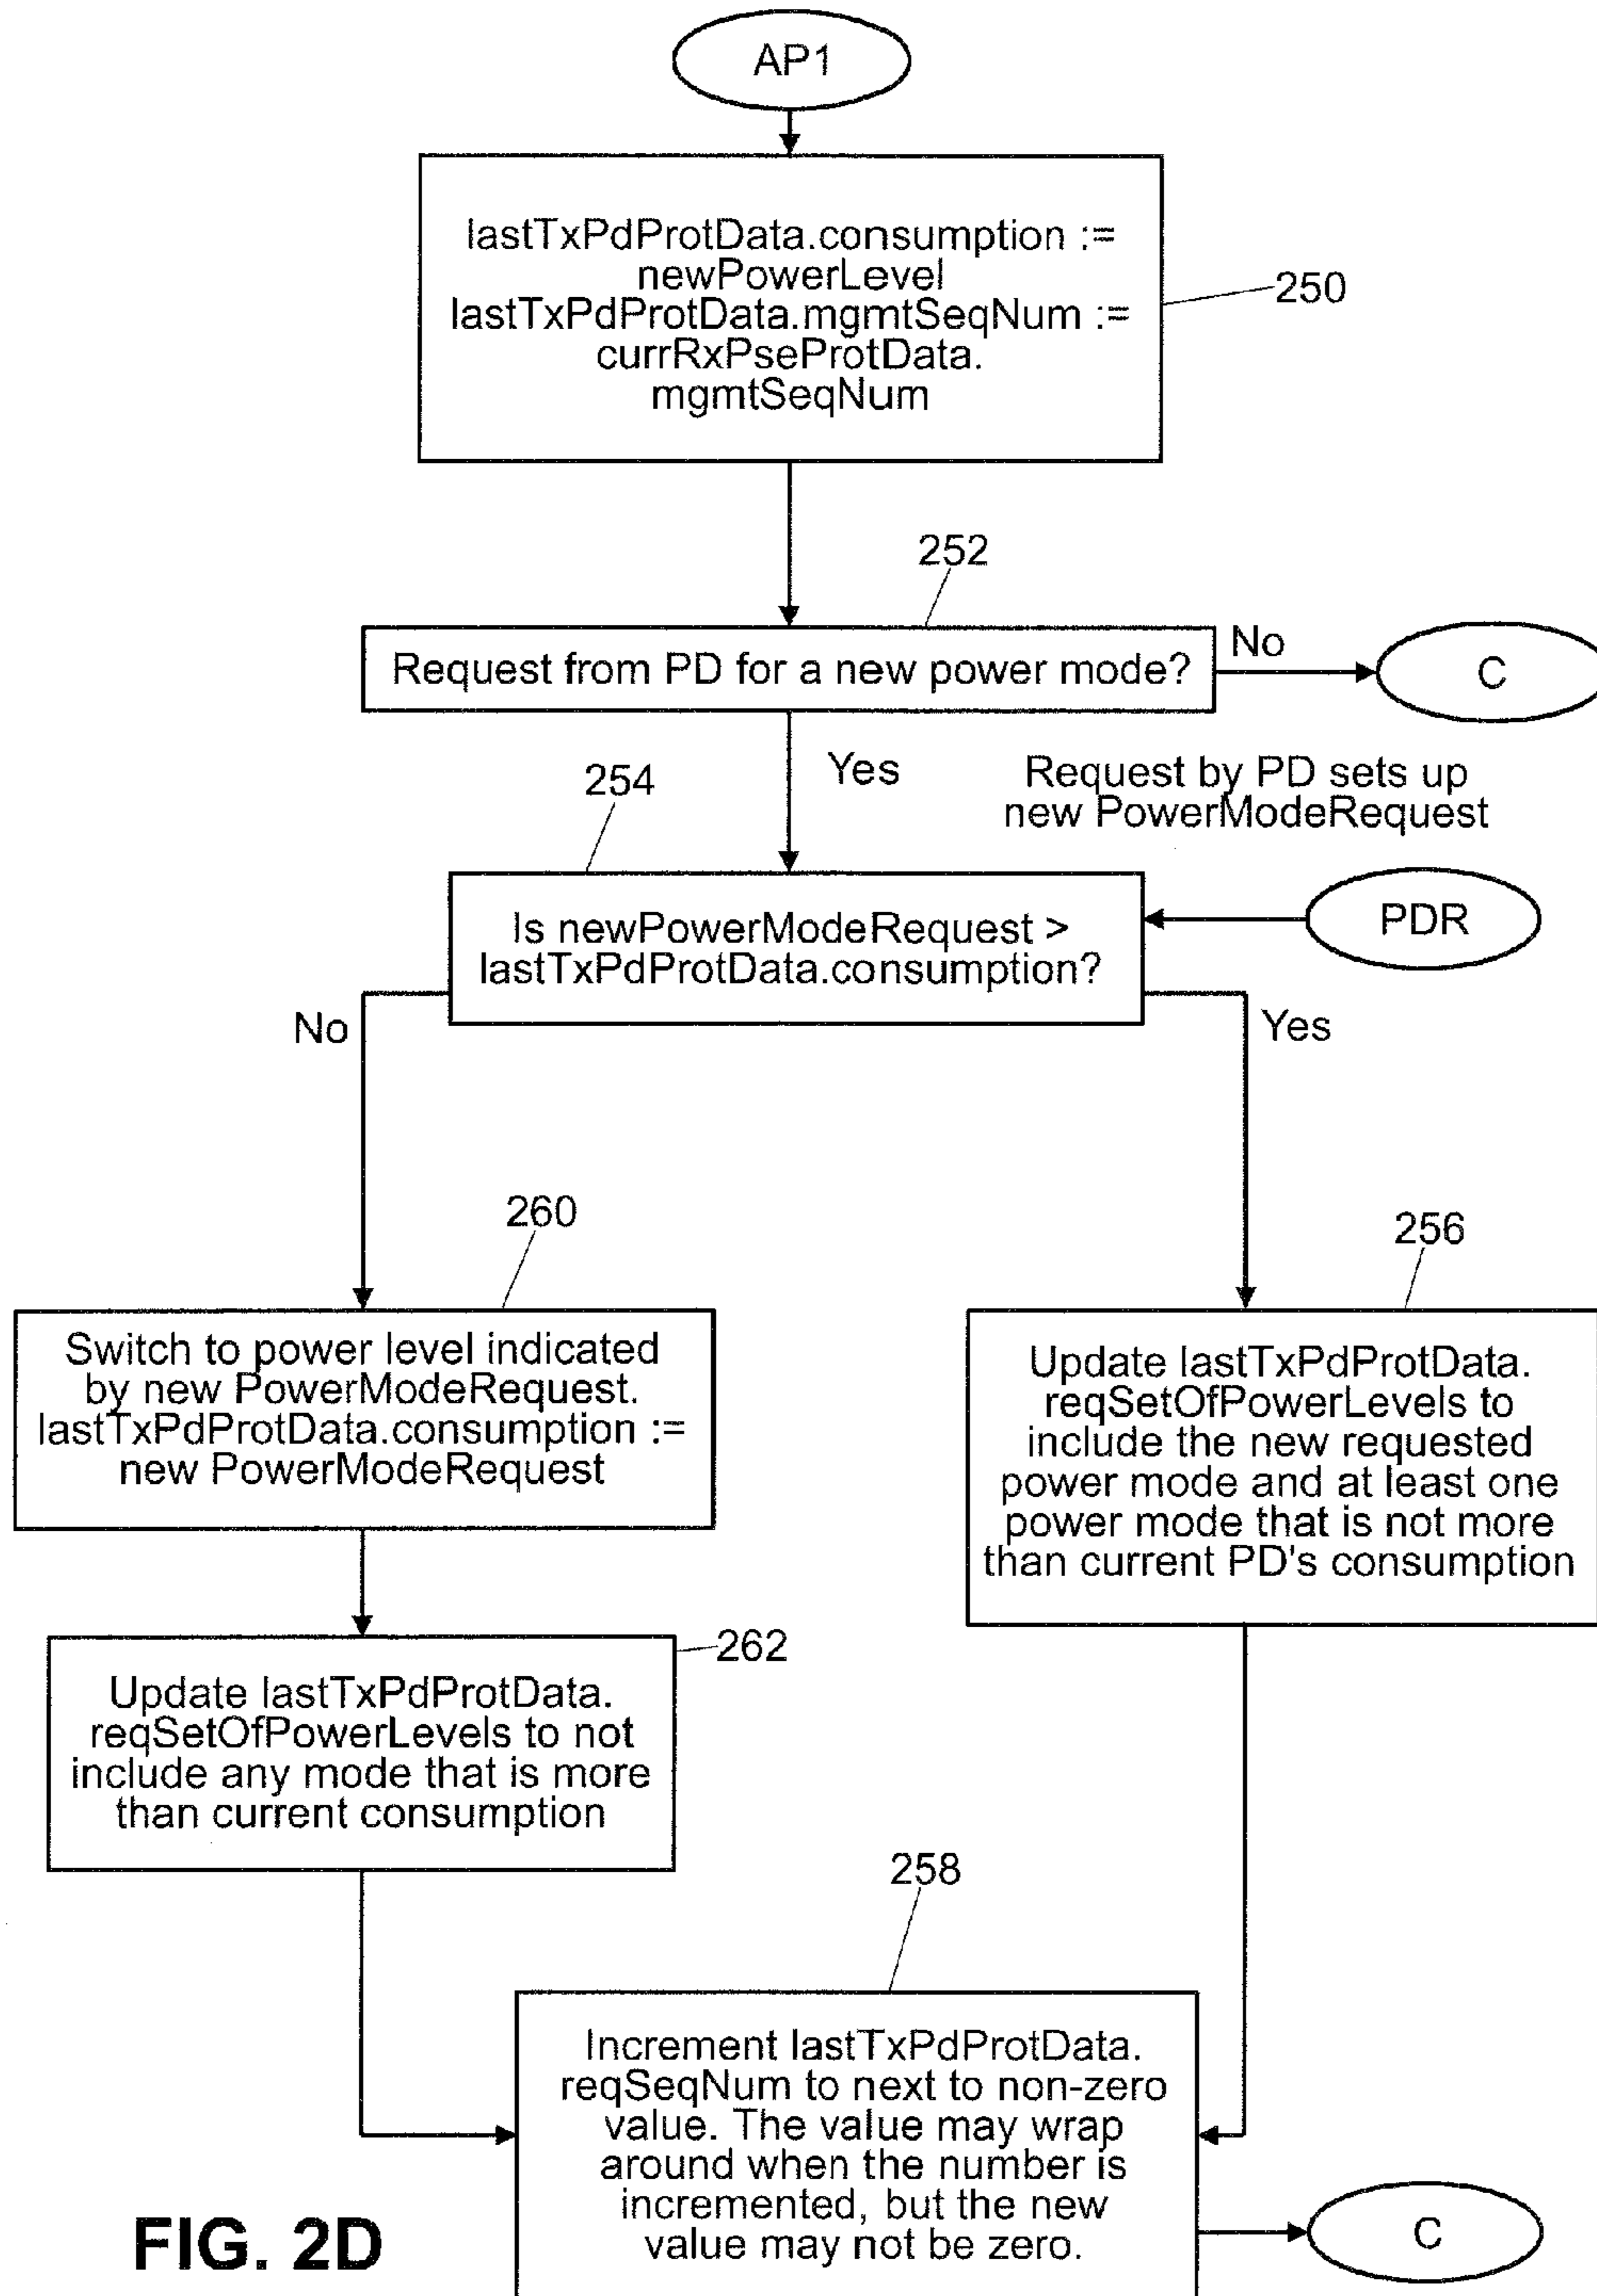 AP1
lastTxPdProtData.consumption :=
newPowerLevel
lastTxPdProtData.mgmtSeqNum :=
currRxPseProtData.
mgmtSeqNum
250
252
Request from PD for a new power mode?
No
C
Yes
Request by PD sets up
new PowerModeRequest
254
Is newPowerModeRequest >
lastTxPdProtData.consumption?
PDR
No
Yes
260
Switch to power level indicated
by new PowerModeRequest.
lastTxPdProtData.consumption :=
new PowerModeRequest
256
Update lastTxPdProtData.
reqSetOfPowerLevels to
include the new requested
power mode and at least one
power mode that is not more
than current PD's consumption
262
Update lastTxPdProtData.
reqSetOfPowerLevels to not
include any mode that is more
than current consumption
258
Increment lastTxPdProtData.
reqSeqNum to next to non-zero
value. The value may wrap
around when the number is
incremented, but the new
value may not be zero.
C
FIG. 2D